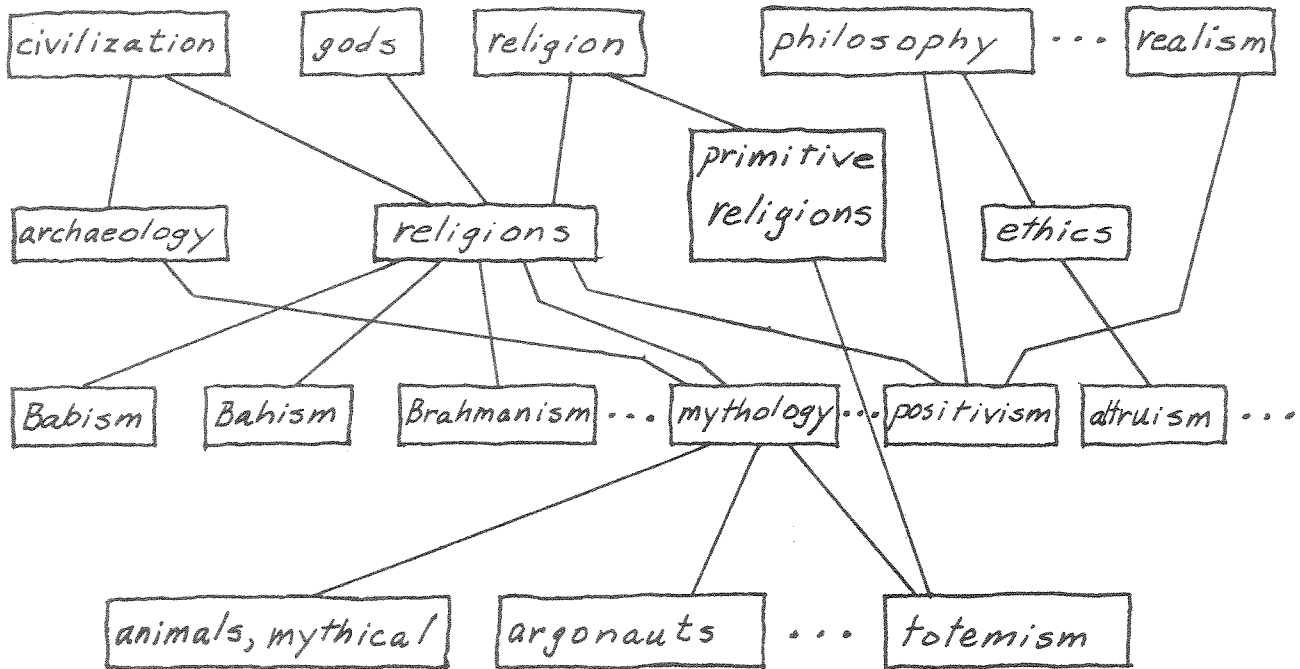 civilization gods religion philosophy ... realism
primitive
religions
archaeology religions ethics
Babism Bahism Brahmanism ... mythology ... positivism altruism ...
animals, mythical argonauts ... totemism